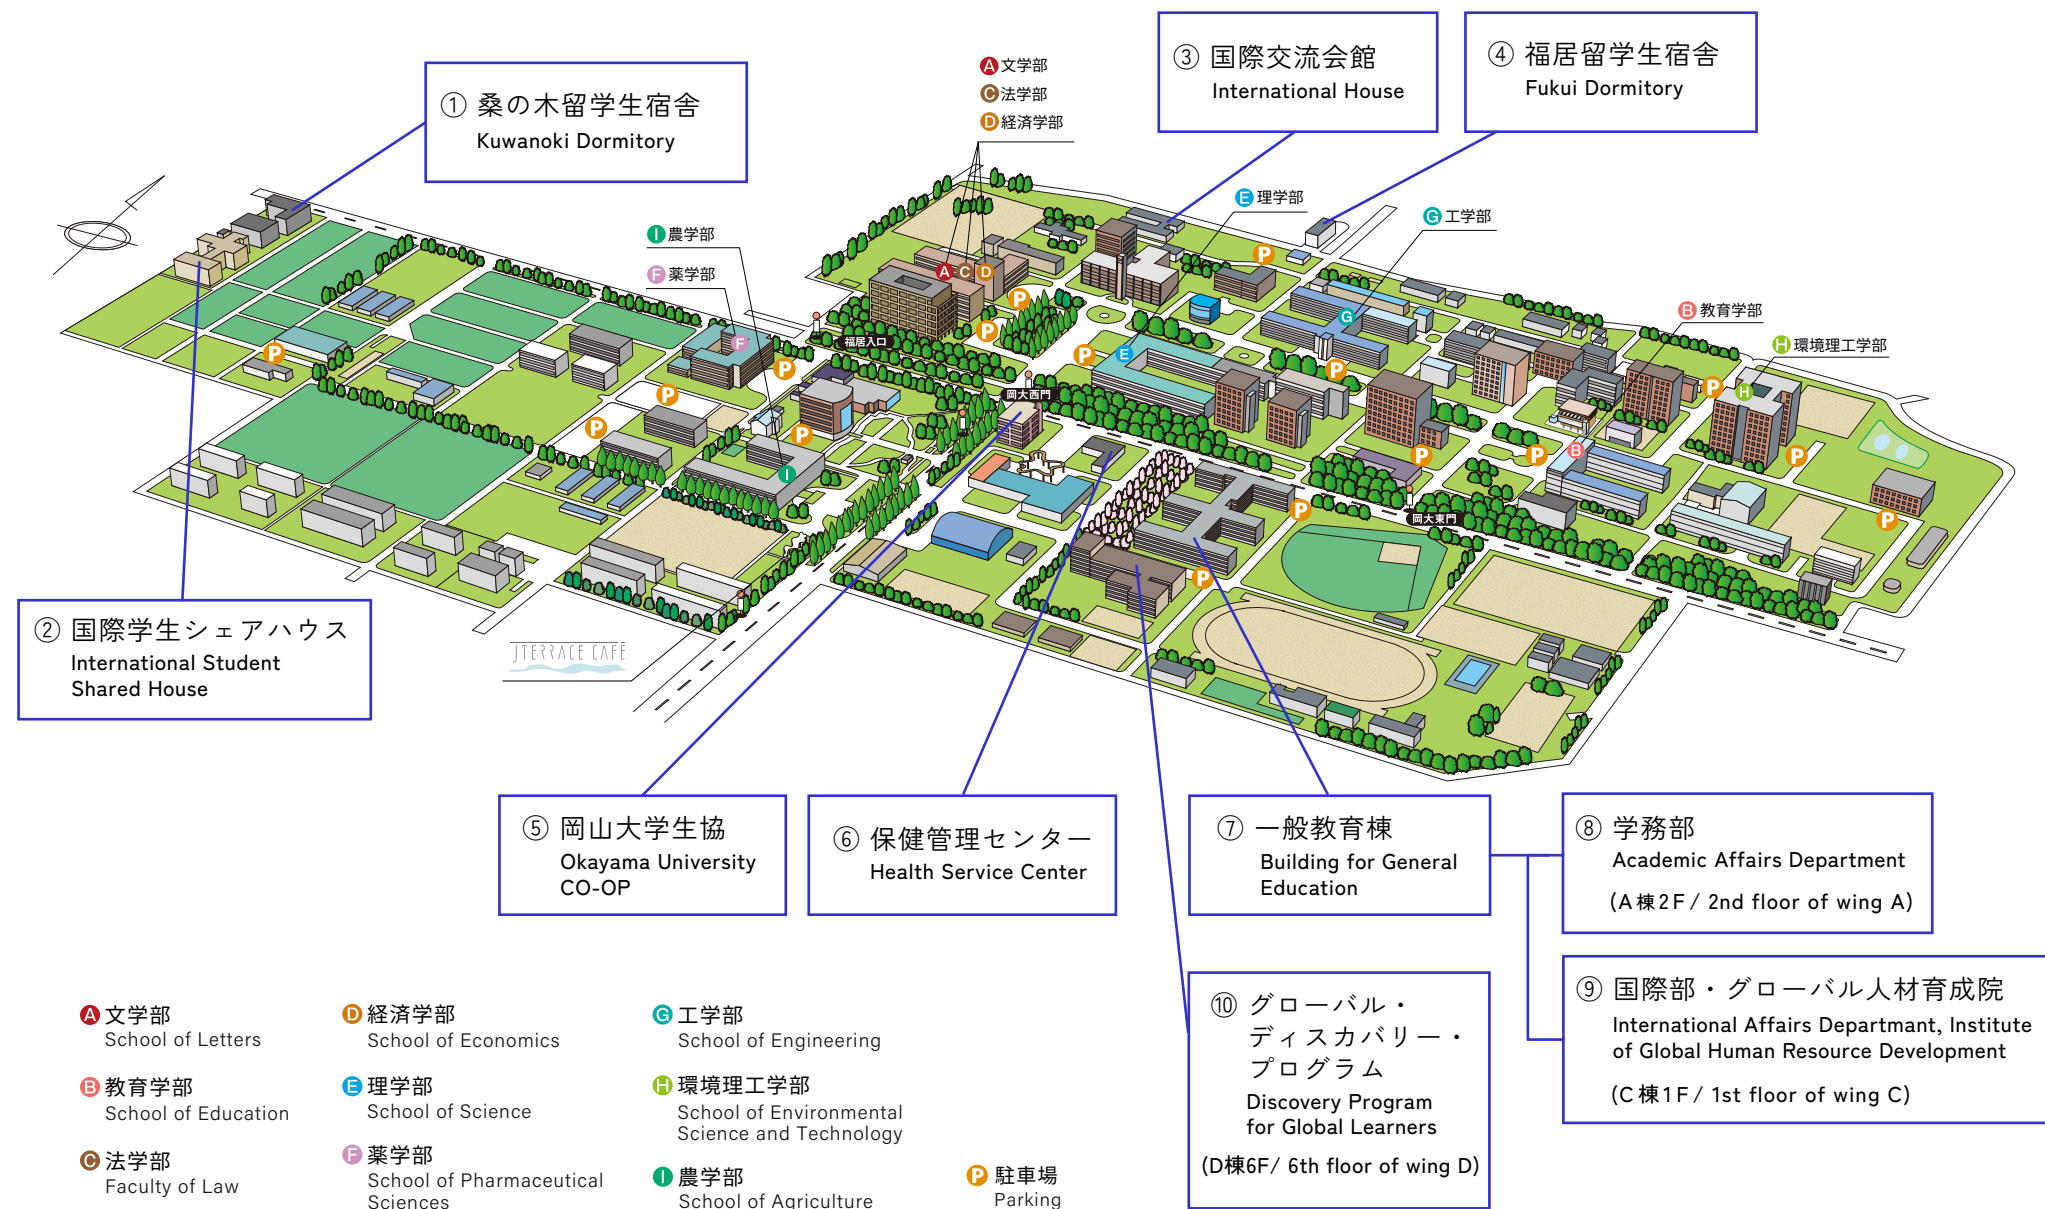 ① 桑の木留学生宿舎
Kuwanoki Dormitory
A 文学部
C 法学部
D 経済学部
③ 国際交流会館
International House
④ 福居留学生宿舎
Fukui Dormitory
E 理学部
G 工学部
I 農学部
F 薬学部
B 教育学部
H 環境理工学部
A
C
D
P
P
P
P
G
E
F
福居入口
P
P
P
P
P
岡大西門
P
H
P
P
P
B
P
I
P
P
岡大東門
P
P
② 国際学生シェアハウス
International Student
Shared House
JTERRACE CAFÉ
⑤ 岡山大学生協
Okayama University
CO-OP
⑥ 保健管理センター
Health Service Center
⑦ 一般教育棟
Building for General
Education
⑧ 学務部
Academic Affairs Department
(A棟2F/ 2nd floor of wing A)
⑨ 国際部・グローバル人材育成院
International Affairs Departmant, Institute
of Global Human Resource Development
(C棟1F/ 1st floor of wing C)
⑩ グローバル・
ディスカバリー・
プログラム
Discovery Program
for Global Learners
(D棟6F/ 6th floor of wing D)
A 文学部
School of Letters
B 教育学部
School of Education
C 法学部
Faculty of Law
D 経済学部
School of Economics
E 理学部
School of Science
F 薬学部
School of Pharmaceutical
Sciences
G 工学部
School of Engineering
H 環境理工学部
School of Environmental
Science and Technology
I 農学部
School of Agriculture
P 駐車場
Parking